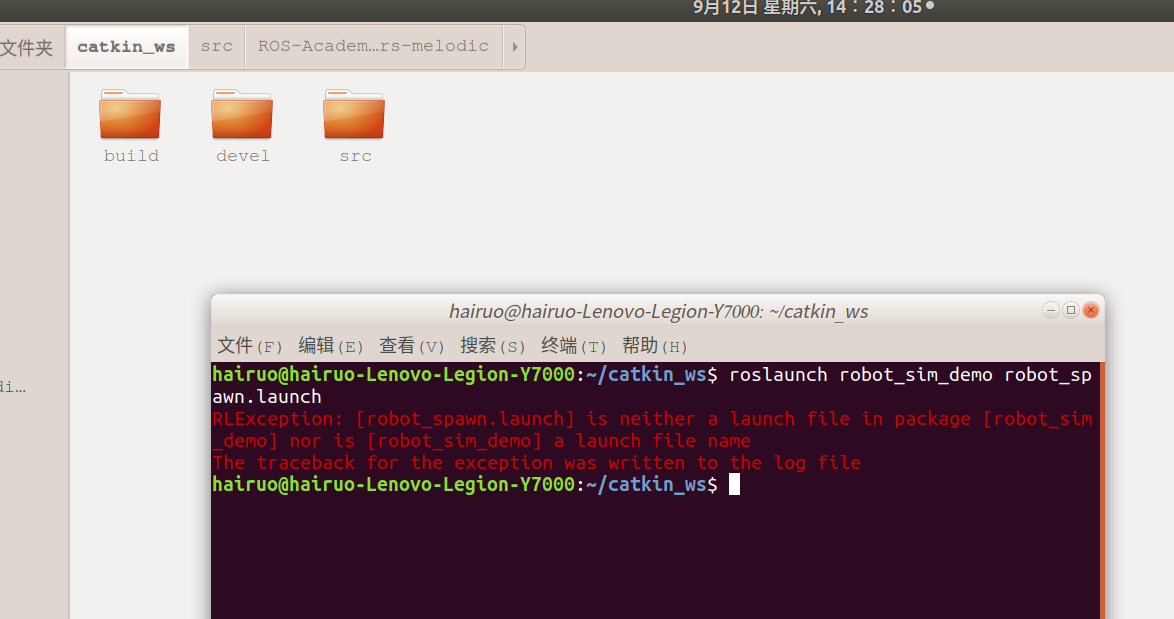 9月12日 星期六, 14：28：05
文件夹 catkin_ws src ROS-Academ…rs-melodic
build devel src
di…
hairuo@hairuo-Lenovo-Legion-Y7000: ~/catkin_ws
文件(F) 编辑(E) 查看(V) 搜索(S) 终端(T) 帮助(H)
hairuo@hairuo-Lenovo-Legion-Y7000:~/catkin_ws$ roslaunch robot_sim_demo robot_sp
awn.launch
RLException: [robot_spawn.launch] is neither a launch file in package [robot_sim
_demo] nor is [robot_sim_demo] a launch file name
The traceback for the exception was written to the log file
hairuo@hairuo-Lenovo-Legion-Y7000:~/catkin_ws$